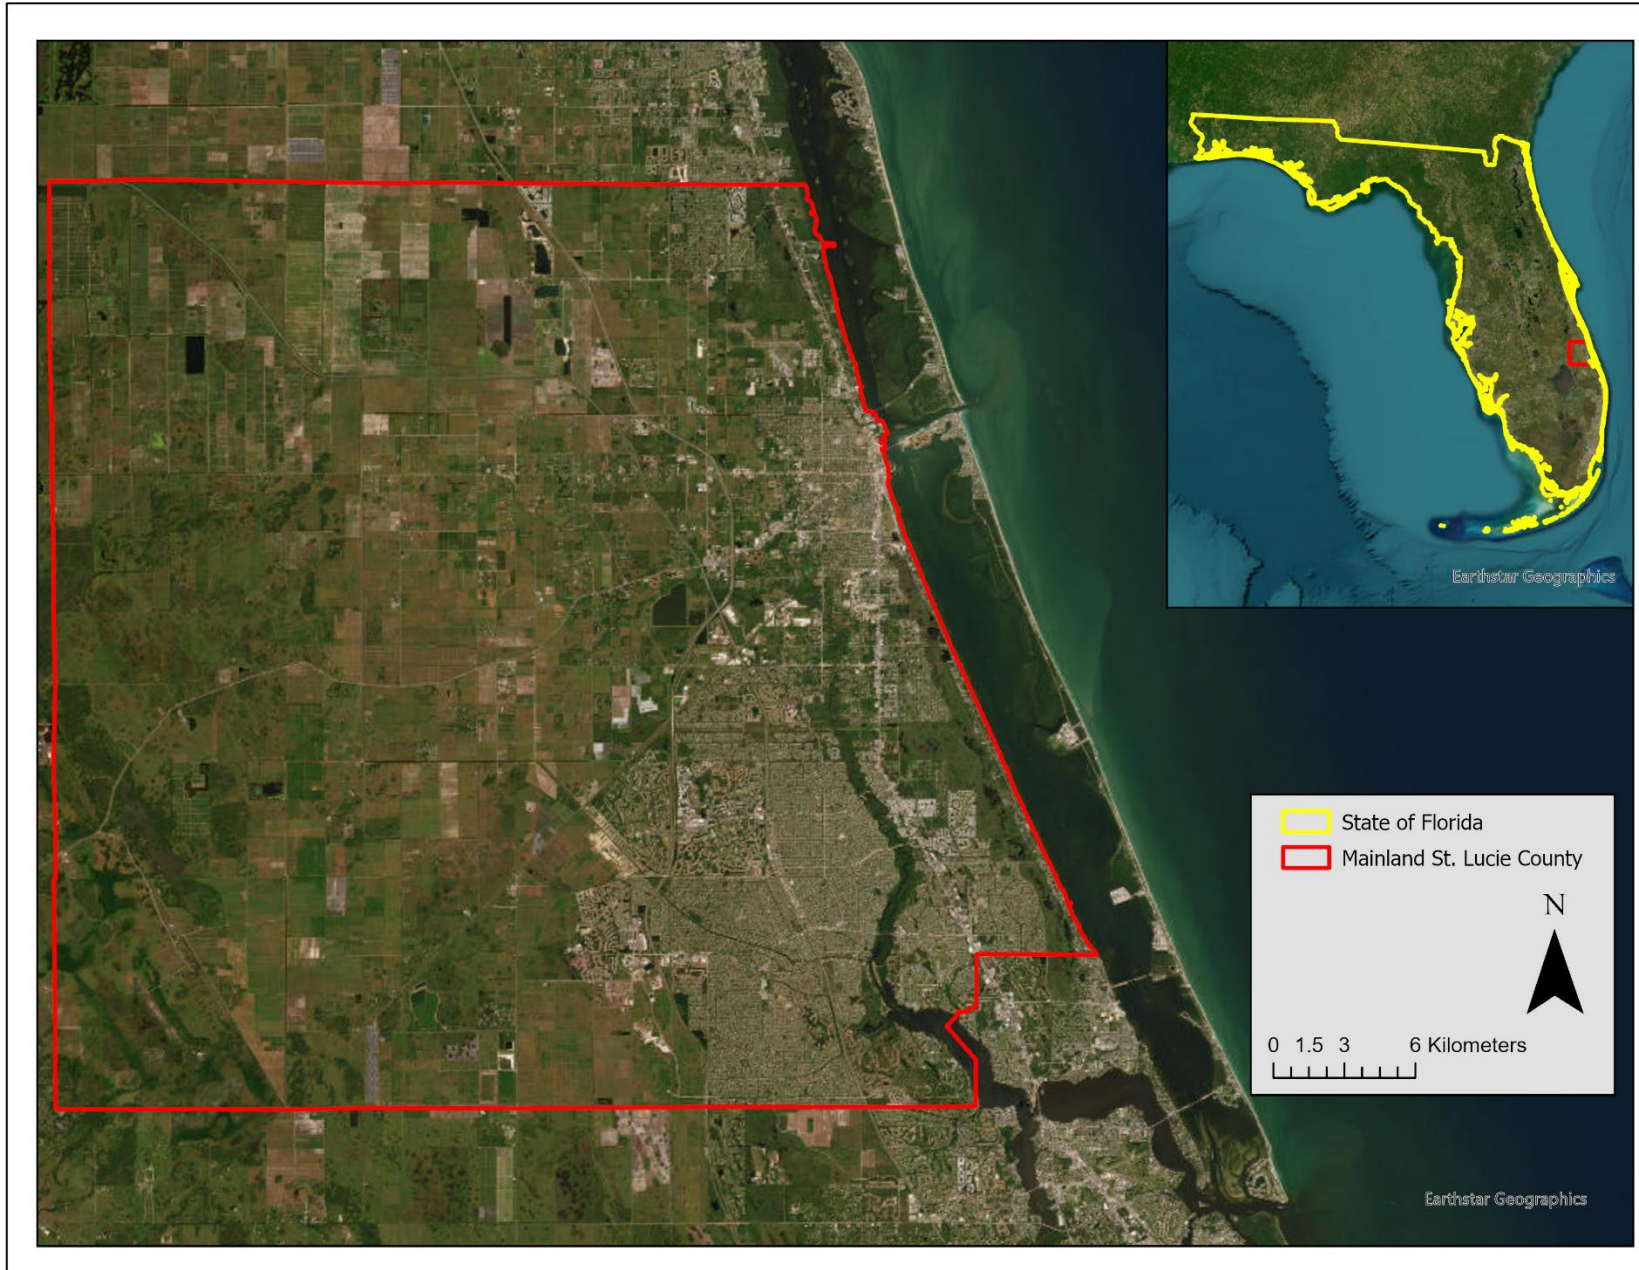 Earthstar Geographics
State of Florida
Mainland St. Lucie County
N
0 1.5 3 6 Kilometers
Earthstar Geographics